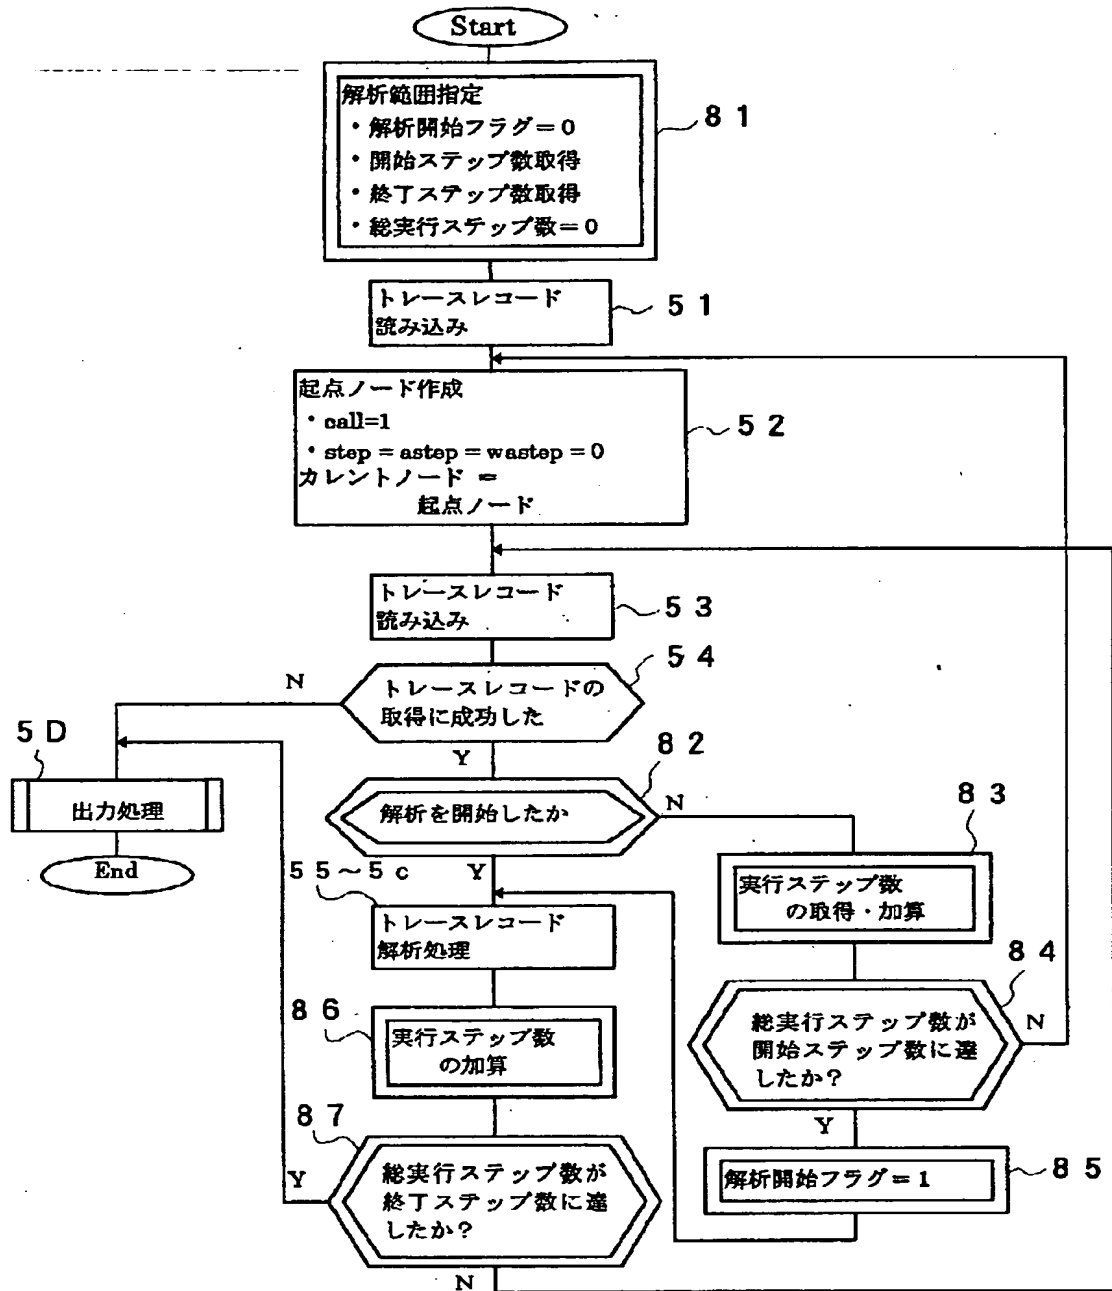 Start
解析範囲指定
・解析開始フラグ=0
・開始ステップ数取得
・終了ステップ数取得
・総実行ステップ数=0
81
トレースレコード
読み込み
51
起点ノード作成
・call=1
・step = astep = wastep = 0
カレントノード =
起点ノード
52
トレースレコード
読み込み
53
トレースレコードの
取得に成功した
54
N
Y
5D
出力処理
End
解析を開始したか
82
N
Y
83
実行ステップ数
の取得・加算
55~5c
トレースレコード
解析処理
84
総実行ステップ数が
開始ステップ数に達
したか?
N
Y
86
実行ステップ数
の加算
85
解析開始フラグ=1
87
総実行ステップ数が
終了ステップ数に達
したか?
Y
N